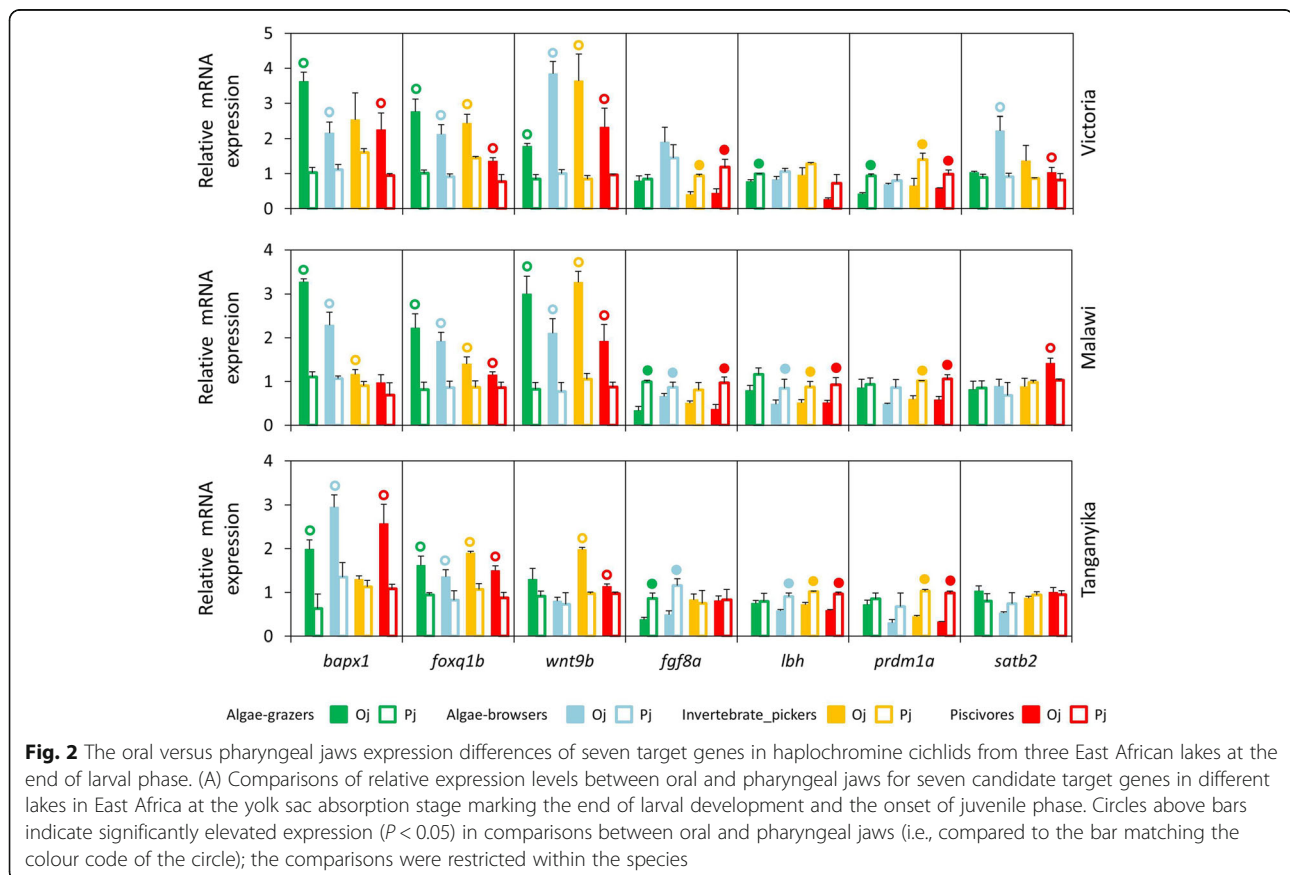 5
4
3
2
1
0
Relative mRNA
expression
Victoria
4
3
2
1
0
Relative mRNA
expression
Malawi
4
3
2
1
0
Relative mRNA
expression
Tanganyika
bapx1 foxq1b wnt9b fgf8a lbh prdm1a satb2
Algae-grazers Oj Pj Algae-browsers Oj Pj Invertebrate_pickers Oj Pj Piscivores Oj Pj
Fig. 2 The oral versus pharyngeal jaws expression differences of seven target genes in haplochromine cichlids from three East African lakes at the
end of larval phase. (A) Comparisons of relative expression levels between oral and pharyngeal jaws for seven candidate target genes in different
lakes in East Africa at the yolk sac absorption stage marking the end of larval development and the onset of juvenile phase. Circles above bars
indicate significantly elevated expression (P < 0.05) in comparisons between oral and pharyngeal jaws (i.e., compared to the bar matching the
colour code of the circle); the comparisons were restricted within the species